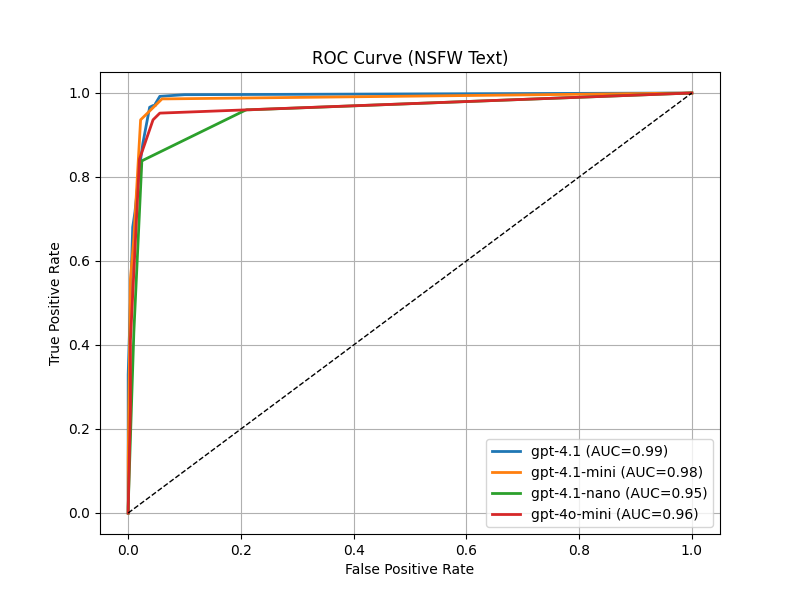 ROC Curve (NSFW Text)
True Positive Rate
1.0
0.8
0.6
0.4
0.2
0.0
0.0 0.2 0.4 0.6 0.8 1.0
False Positive Rate
gpt-4.1 (AUC=0.99)
gpt-4.1-mini (AUC=0.98)
gpt-4.1-nano (AUC=0.95)
gpt-4o-mini (AUC=0.96)